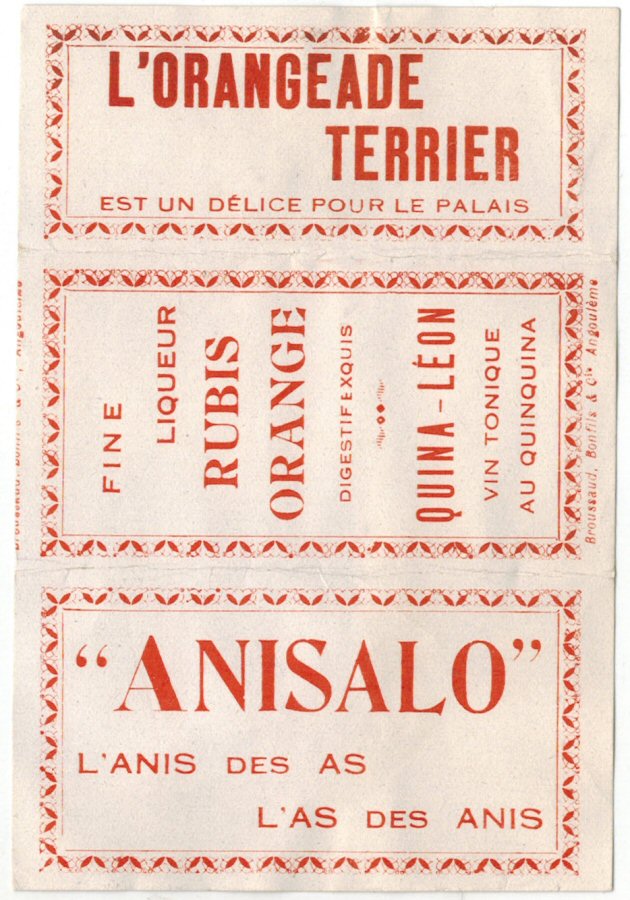 L'ORANGEADE
TERRIER
EST UN DÉLICE POUR LE PALAIS
FINE
LIQUEUR
RUBIS
ORANGE
DIGESTIF EXQUIS
QUINA-LÉON
VIN TONIQUE
AU QUINQUINA
Broussaud, Bonfils & Cie Angoulême
"ANISALO"
L'ANIS DES AS
L'AS DES ANIS